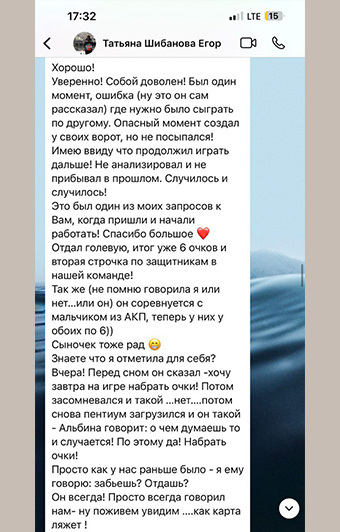 17:32
LTE 15
Татьяна Шибанова Егор
Хорошо!
Уверенно! Собой доволен! Был один
момент, ошибка (ну это он сам
рассказал) где нужно было сыграть
по другому. Опасный момент создал
у своих ворот, но не посыпался!
Имею ввиду что продолжил играть
дальше! Не анализировал и не
прибывал в прошлом. Случилось и
случилось!
Это был один из моих запросов к
Вам, когда пришли и начали
работать! Спасибо большое ❤️
Отдал голевую, итог уже 6 очков и
вторая строчка по защитникам в
нашей команде!
Так же (не помню говорила я или
нет...или он) он соревнуется с
мальчиком из АКП, теперь у них у
обоих по 6))
Сыночек тоже рад 😁
Знаете что я отметила для себя?
Вчера! Перед сном он сказал -хочу
завтра на игре набрать очки! Потом
засомневался и такой ...нет....потом
снова пентиум загрузился и он такой
- Альбина говорит: о чем думаешь то
и случается! По этому да! Набрать
очки!
Просто как у нас раньше было - я ему
говорю: забьешь? Отдашь?
Он всегда! Просто всегда говорил
нам- ну поживем увидим ....как карта
ляжет !